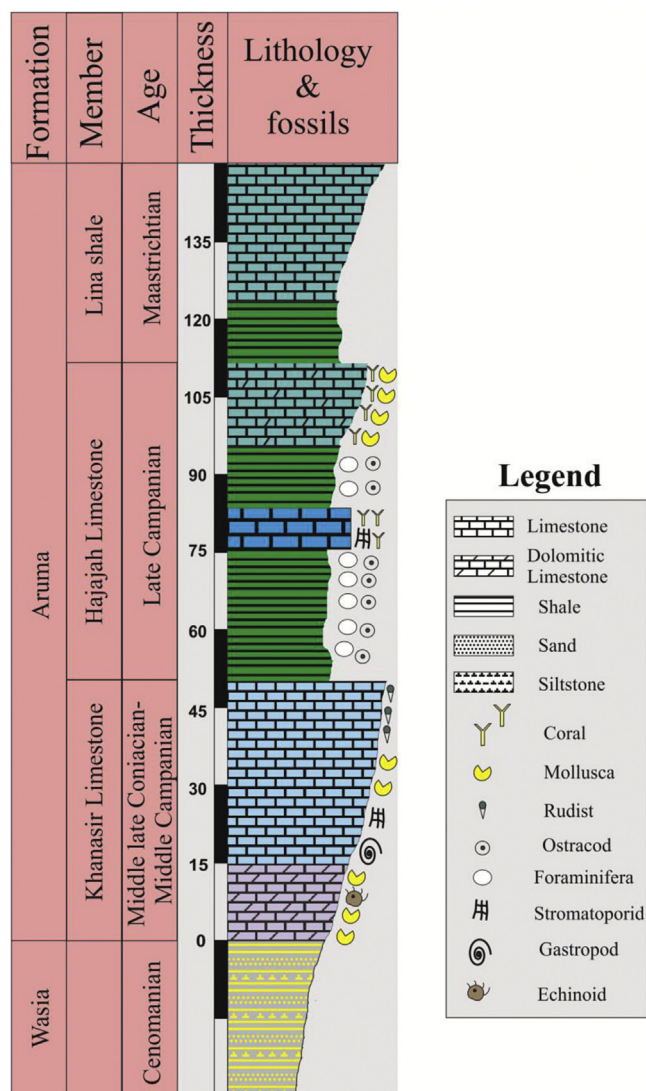 Formation
Member
Age
Thickness
Lithology
&
fossils
Aruma
Wasia
Lina shale
Hajajah Limestone
Khanasir Limestone
Maastrichtian
Late Campanian
Middle late Coniacian-
Middle Campanian
Cenomanian
135
120
105
90
75
60
45
30
15
0
Legend
Limestone
Dolomitic
Limestone
Shale
Sand
Siltstone
Coral
Mollusca
Rudist
Ostracod
Foraminifera
Stromatoporid
Gastropod
Echinoid